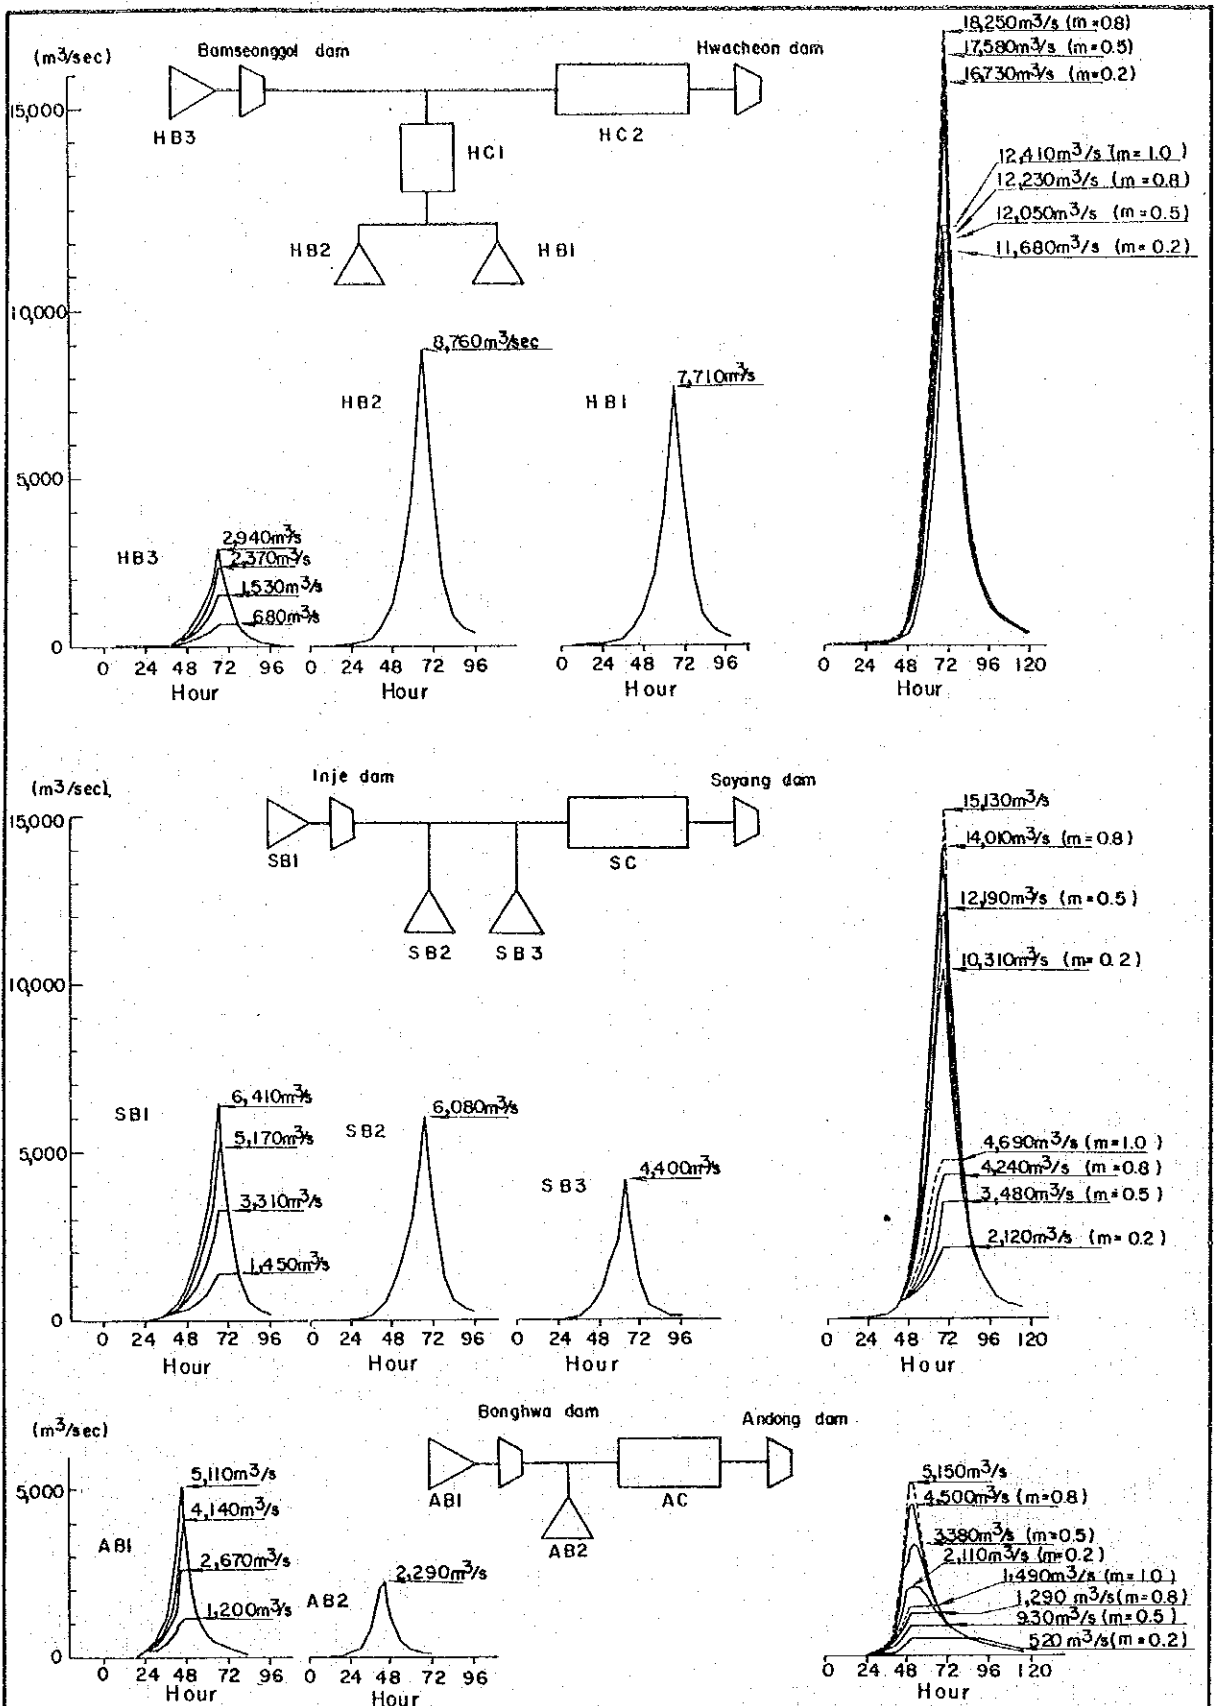 (m³/sec)
Bamseonggol dam
Hwacheon dam
HB3
HC1
HC2
HB2
HB1
15,000
10,000
5,000
0
18,250m³/s (m=0.8)
17,580m³/s (m=0.5)
16,730m³/s (m=0.2)
12,410m³/s (m=1.0)
12,230m³/s (m=0.8)
12,050m³/s (m=0.5)
11,680m³/s (m=0.2)
HB3
2,940m³/s
2,370m³/s
1,530m³/s
680m³/s
HB2
8,760m³/sec
HB1
7,710m³/s
0 24 48 72 96
0 24 48 72 96
0 24 48 72 96
0 24 48 72 96 120
Hour
Hour
Hour
Hour
(m³/sec)
Inje dam
Soyang dam
SB1
SC
SB2
SB3
15,000
10,000
5,000
0
15,130m³/s
14,010m³/s (m=0.8)
12,190m³/s (m=0.5)
10,310m³/s (m=0.2)
4,690m³/s (m=1.0)
4,240m³/s (m=0.8)
3,480m³/s (m=0.5)
2,120m³/s (m=0.2)
SB1
6,410m³/s
5,170m³/s
3,310m³/s
1,450m³/s
SB2
6,080m³/s
SB3
4,400m³/s
0 24 48 72 96
0 24 48 72 96
0 24 48 72 96
0 24 48 72 96 120
Hour
Hour
Hour
Hour
(m³/sec)
Bonghwa dam
Andong dam
AB1
AC
AB2
5,000
0
AB1
5,110m³/s
4,140m³/s
2,670m³/s
1,200m³/s
AB2
2,290m³/s
5,150m³/s
4,500m³/s (m=0.8)
3,380m³/s (m=0.5)
2,110m³/s (m=0.2)
1,490m³/s (m=1.0)
1,290 m³/s (m=0.8)
930m³/s (m=0.5)
520 m³/s (m=0.2)
0 24 48 72 96
0 24 48 72
0 24 48 72 96 120
Hour
Hour
Hour